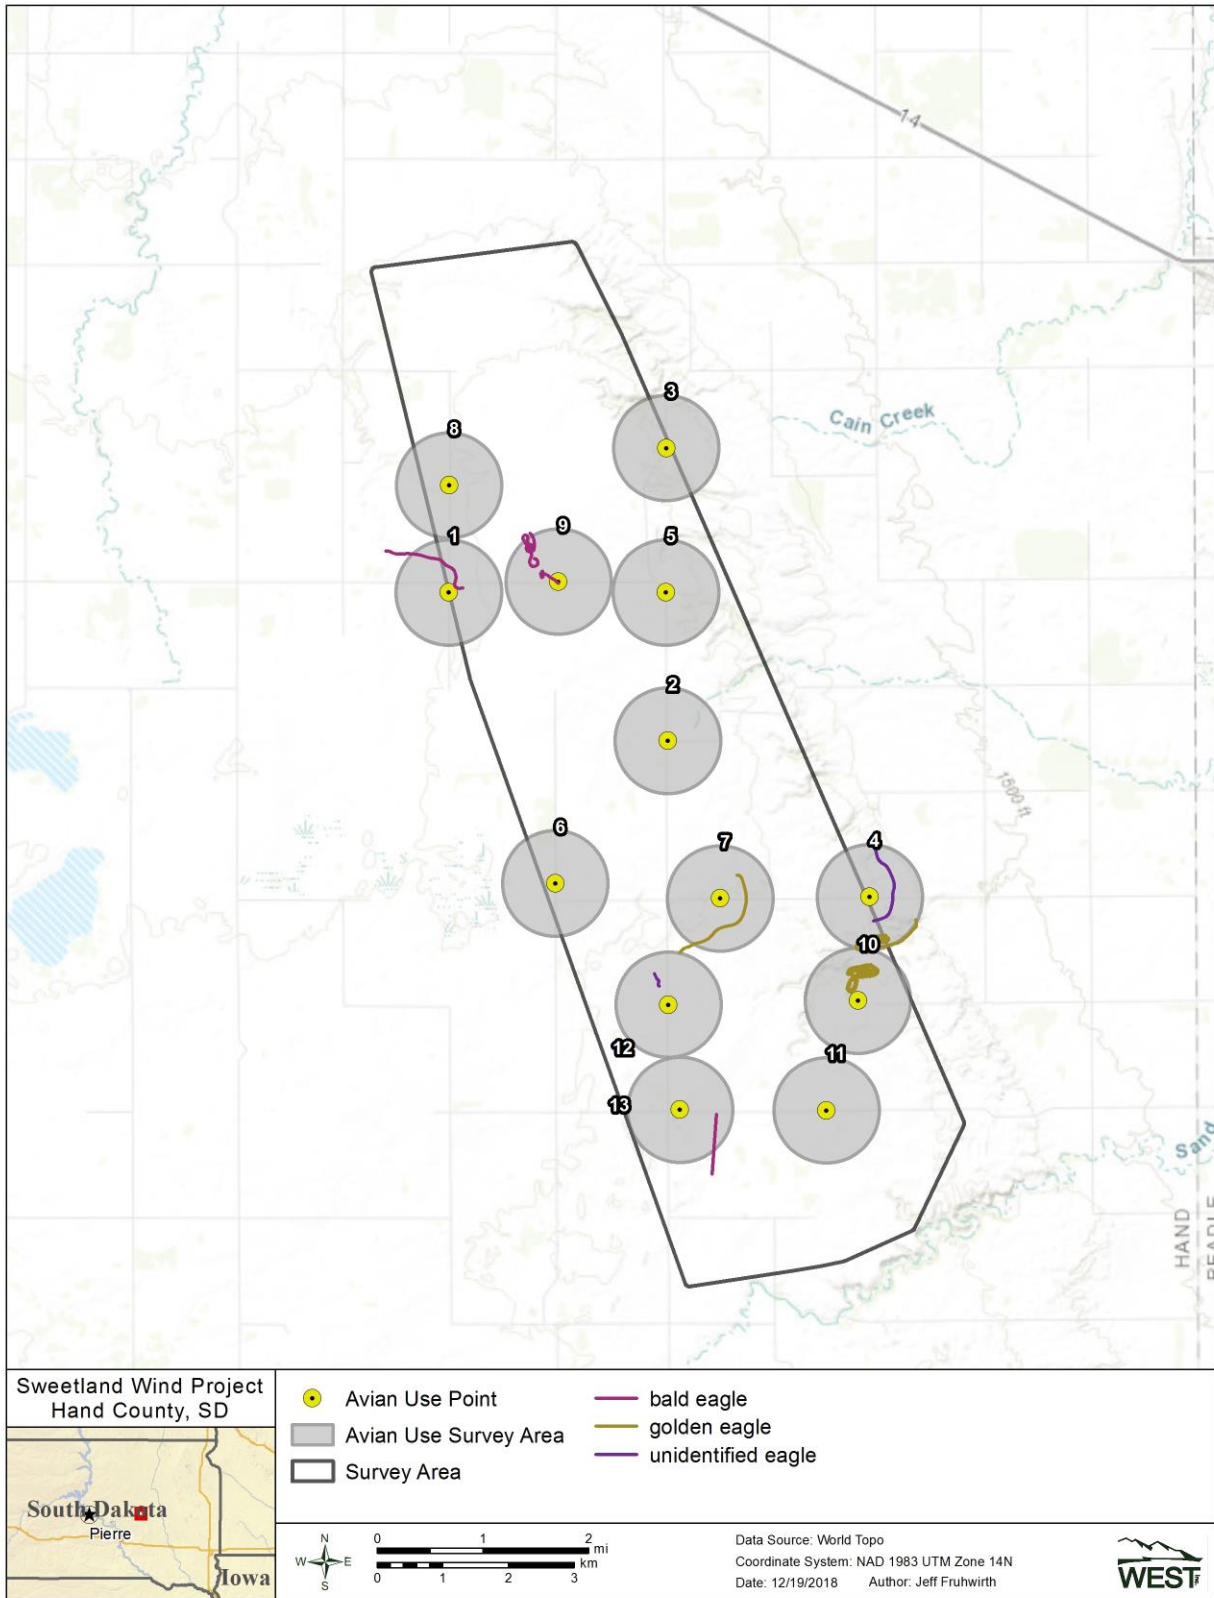 14
Cain Creek
3
8
1
9
5
2
1500 ft
6
7
4
10
12
11
13
Sand
HAND
BEADLE
Sweetland Wind Project
Hand County, SD
South Dakota
Pierre
Iowa
Avian Use Point
Avian Use Survey Area
Survey Area
bald eagle
golden eagle
unidentified eagle
N
W E
S
0 1 2
mi
km
0 1 2 3
Data Source: World Topo
Coordinate System: NAD 1983 UTM Zone 14N
Date: 12/19/2018 Author: Jeff Fruhwirth
WEST